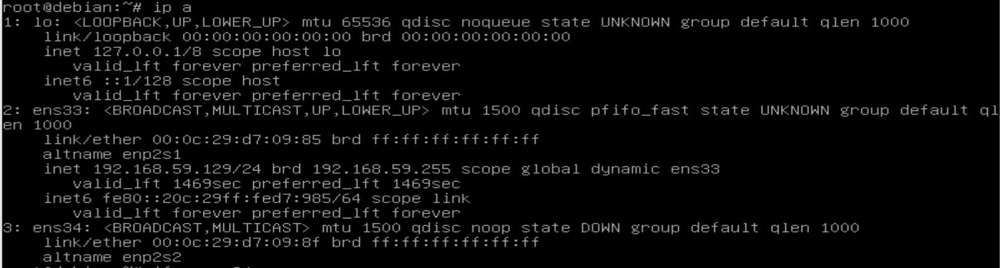 root@debian:~# ip a
1: lo: <LOOPBACK,UP,LOWER_UP> mtu 65536 qdisc noqueue state UNKNOWN group default qlen 1000
link/loopback 00:00:00:00:00:00 brd 00:00:00:00:00:00
inet 127.0.0.1/8 scope host lo
valid_lft forever preferred_lft forever
inet6 ::1/128 scope host
valid_lft forever preferred_lft forever
2: ens33: <BROADCAST,MULTICAST,UP,LOWER_UP> mtu 1500 qdisc pfifo_fast state UNKNOWN group default ql
en 1000
link/ether 00:0c:29:d7:09:85 brd ff:ff:ff:ff:ff:ff
altname enp2s1
inet 192.168.59.129/24 brd 192.168.59.255 scope global dynamic ens33
valid_lft 1469sec preferred_lft 1469sec
inet6 fe80::20c:29ff:fed7:985/64 scope link
valid_lft forever preferred_lft forever
3: ens34: <BROADCAST,MULTICAST> mtu 1500 qdisc noop state DOWN group default qlen 1000
link/ether 00:0c:29:d7:09:8f brd ff:ff:ff:ff:ff:ff
altname enp2s2